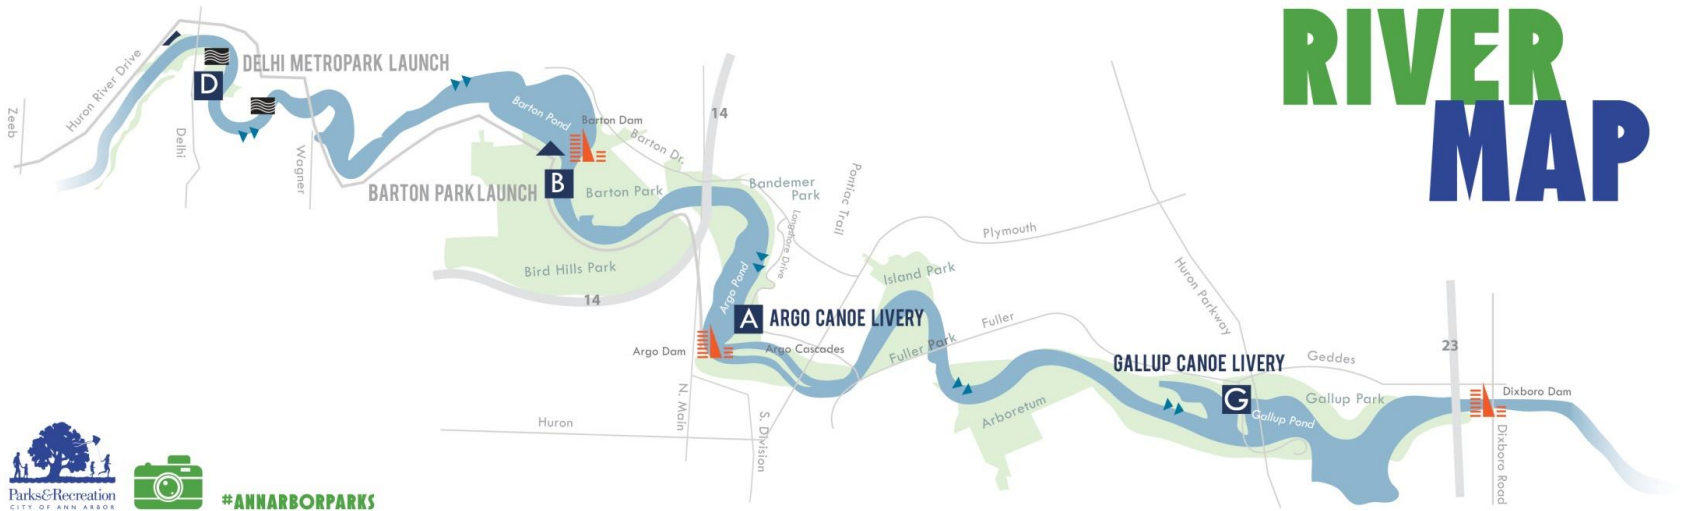 RIVER
MAP
Huron River Drive
Zeeb
D
DELHI METROPARK LAUNCH
Delhi
Wagner
Barton Pond
Barton Dam
14
Barton Dr.
BARTON PARK LAUNCH
B
Barton Park
Bandemer
Park
Pontiac Trail
Longshore Drive
Plymouth
Bird Hills Park
14
Argo Pond
Island Park
Huron Parkway
A
ARGO CANOE LIVERY
Fuller
Argo Dam
Argo Cascades
Fuller Park
GALLUP CANOE LIVERY
Geddes
23
G
Gallup Park
Dixboro Dam
Gallup Pond
Arboretum
N. Main
S. Division
Huron
Dixboro Road
Parks&Recreation
CITY OF ANN ARBOR
#ANNARBORPARKS